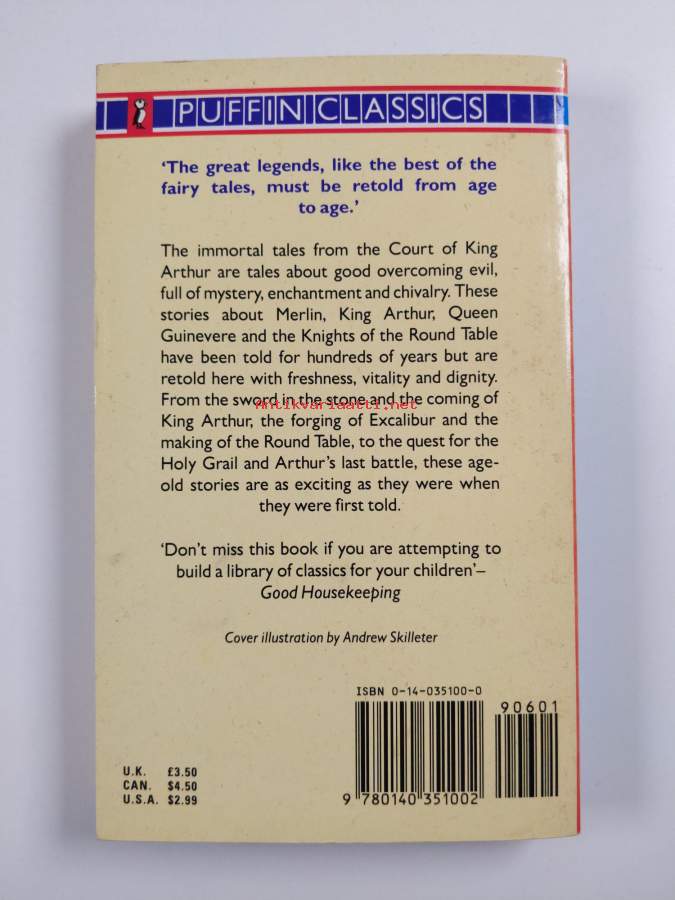 PUFFIN CLASSICS
‘The great legends, like the best of the
fairy tales, must be retold from age
to age.’
The immortal tales from the Court of King
Arthur are tales about good overcoming evil,
full of mystery, enchantment and chivalry. These
stories about Merlin, King Arthur, Queen
Guinevere and the Knights of the Round Table
have been told for hundreds of years but are
retold here with freshness, vitality and dignity.
From the sword in the stone and the coming of
Antikvariaatti.net
King Arthur, the forging of Excalibur and the
making of the Round Table, to the quest for the
Holy Grail and Arthur’s last battle, these age-
old stories are as exciting as they were when
they were first told.
‘Don’t miss this book if you are attempting to
build a library of classics for your children’–
Good Housekeeping
Cover illustration by Andrew Skilleter
ISBN 0-14-035100-0
90601
9 780140 351002
U.K. £3.50
CAN. $4.50
U.S.A. $2.99